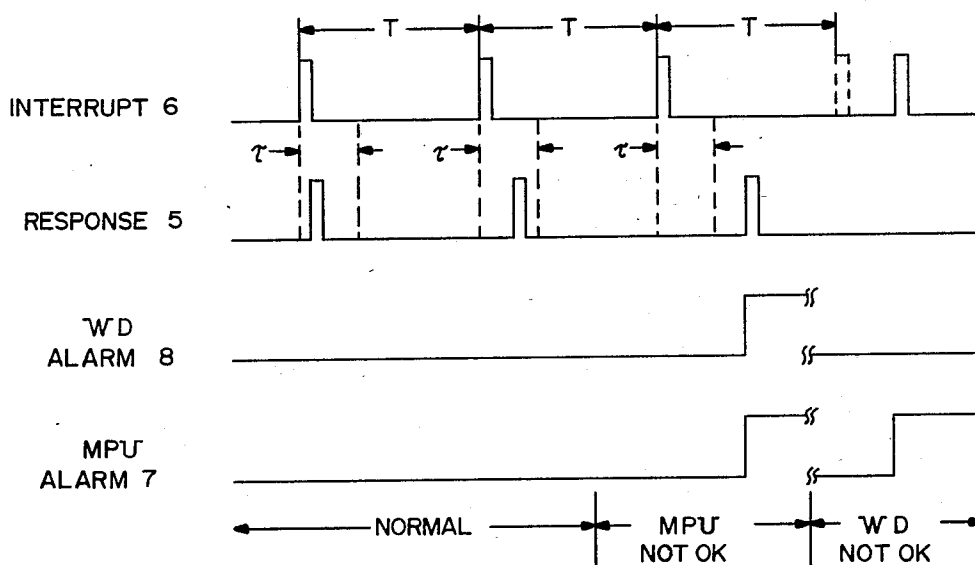 T T T
INTERRUPT 6
τ τ τ
RESPONSE 5
WD
ALARM 8
MPU
ALARM 7
NORMAL MPU WD
NOT OK NOT OK